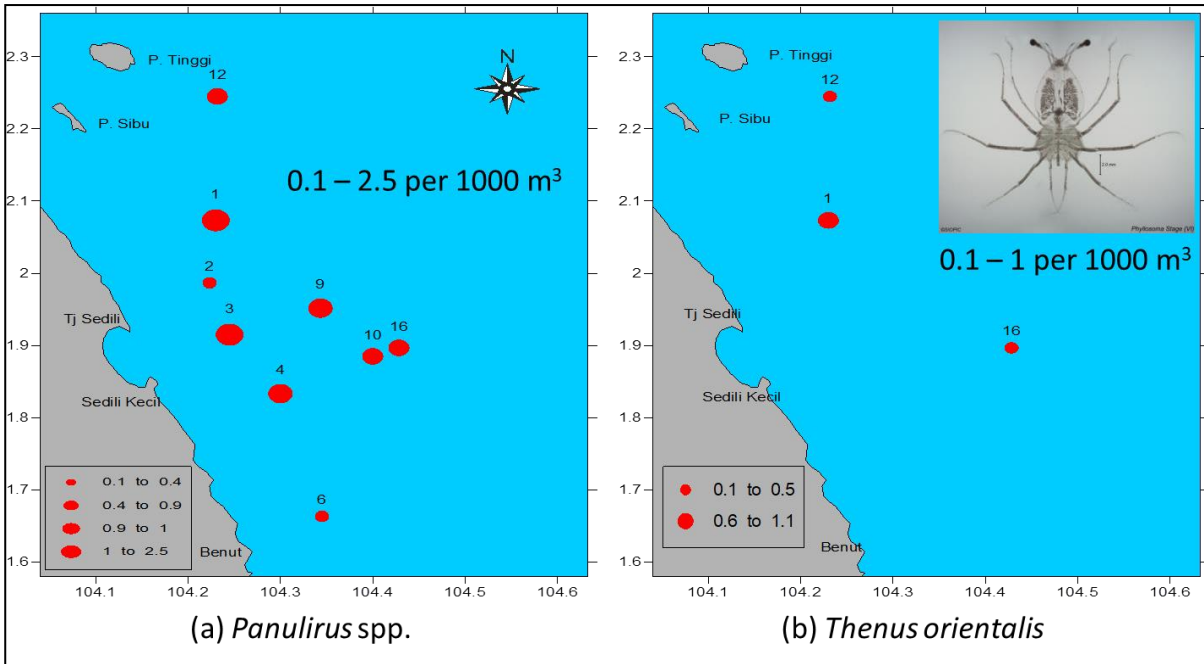 2.3
2.2
2.1
2
1.9
1.8
1.7
1.6
P. Tinggi
12
P. Sibu
N
0.1 – 2.5 per 1000 m³
1
2
9
Tj Sedili
3
16
10
4
Sedili Kecil
0.1 to 0.4
0.4 to 0.9
0.9 to 1
1 to 2.5
6
Benut
104.1 104.2 104.3 104.4 104.5 104.6
(a) Panulirus spp.
2.3
2.2
2.1
2
1.9
1.8
1.7
1.6
P. Tinggi
12
P. Sibu
2.0 mm
Phyllosoma Stage (VI)
0.1 – 1 per 1000 m³
1
Tj Sedili
16
Sedili Kecil
0.1 to 0.5
0.6 to 1.1
Benut
104.1 104.2 104.3 104.4 104.5 104.6
(b) Thenus orientalis